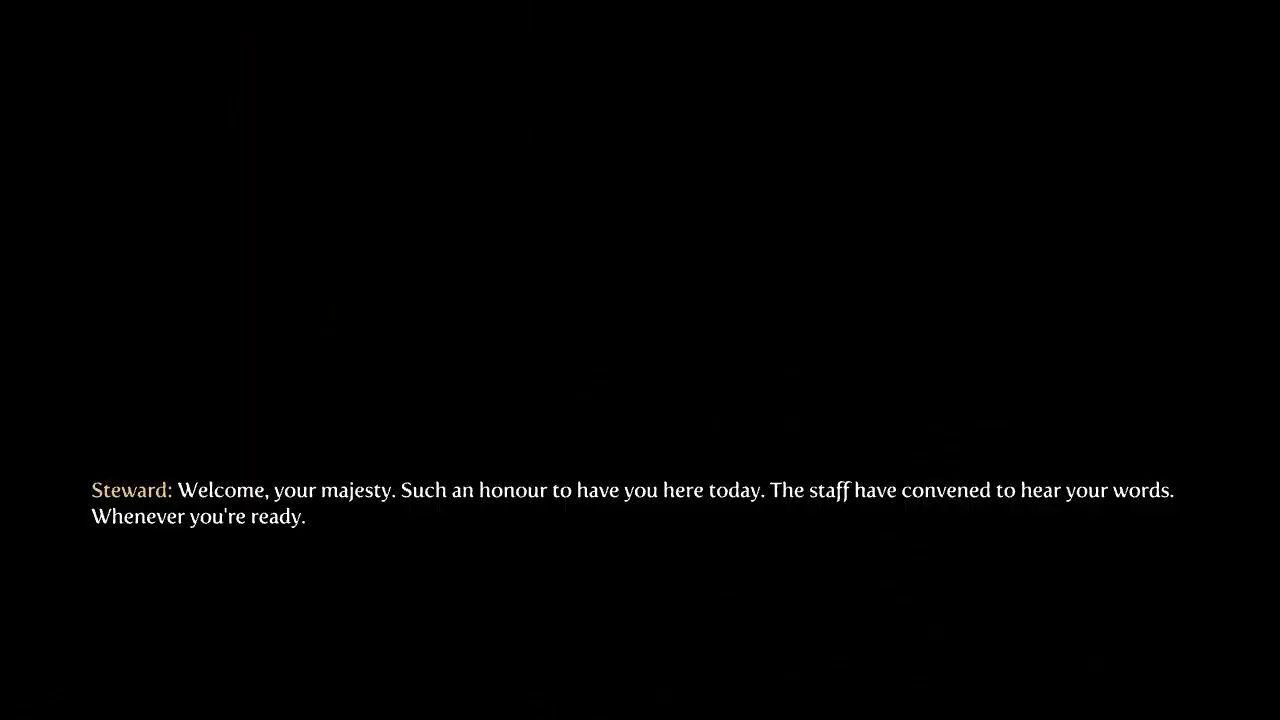 Steward: Welcome, your majesty. Such an honour to have you here today. The staff have convened to hear your words.
Whenever you're ready.